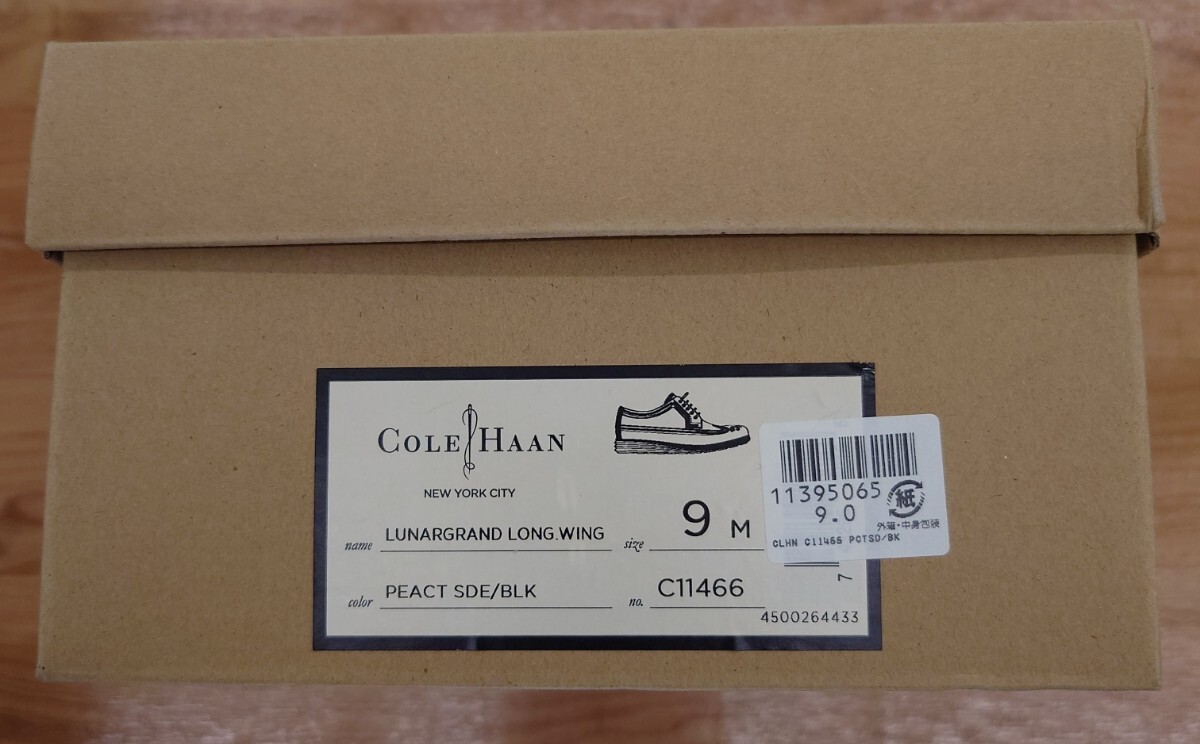 COLE HAAN
NEW YORK CITY
name LUNARGRAND LONG.WING
size 9 M
color PEACT SDE/BLK
no. C11466
4500264433
7
11395065
9.0
紙
外箱・中身包装
CLHN C11466 PCTSD/BK